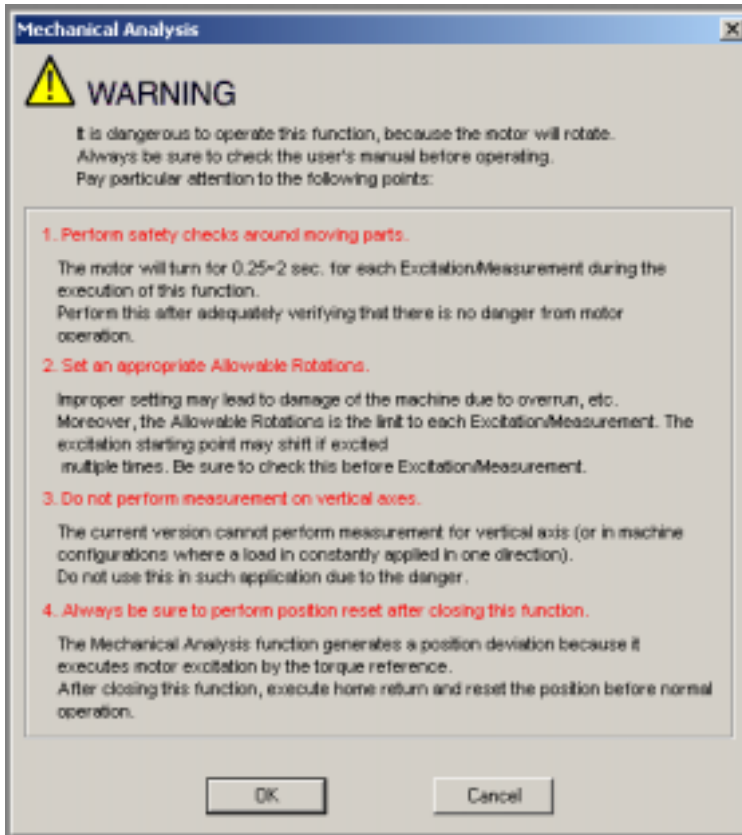 Mechanical Analysis
WARNING
It is dangerous to operate this function, because the motor will rotate.
Always be sure to check the user's manual before operating.
Pay particular attention to the following points:
1. Perform safety checks around moving parts.
The motor will turn for 0.25~2 sec. for each Excitation/Measurement during the
execution of this function.
Perform this after adequately verifying that there is no danger from motor
operation.
2. Set an appropriate Allowable Rotations.
Improper setting may lead to damage of the machine due to overrun, etc.
Moreover, the Allowable Rotations is the limit to each Excitation/Measurement. The
excitation starting point may shift if excited
multiple times. Be sure to check this before Excitation/Measurement.
3. Do not perform measurement on vertical axes.
The current version cannot perform measurement for vertical axis (or in machine
configurations where a load in constantly applied in one direction).
Do not use this in such application due to the danger.
4. Always be sure to perform position reset after closing this function.
The Mechanical Analysis function generates a position deviation because it
executes motor excitation by the torque reference.
After closing this function, execute home return and reset the position before normal
operation.
OK
Cancel